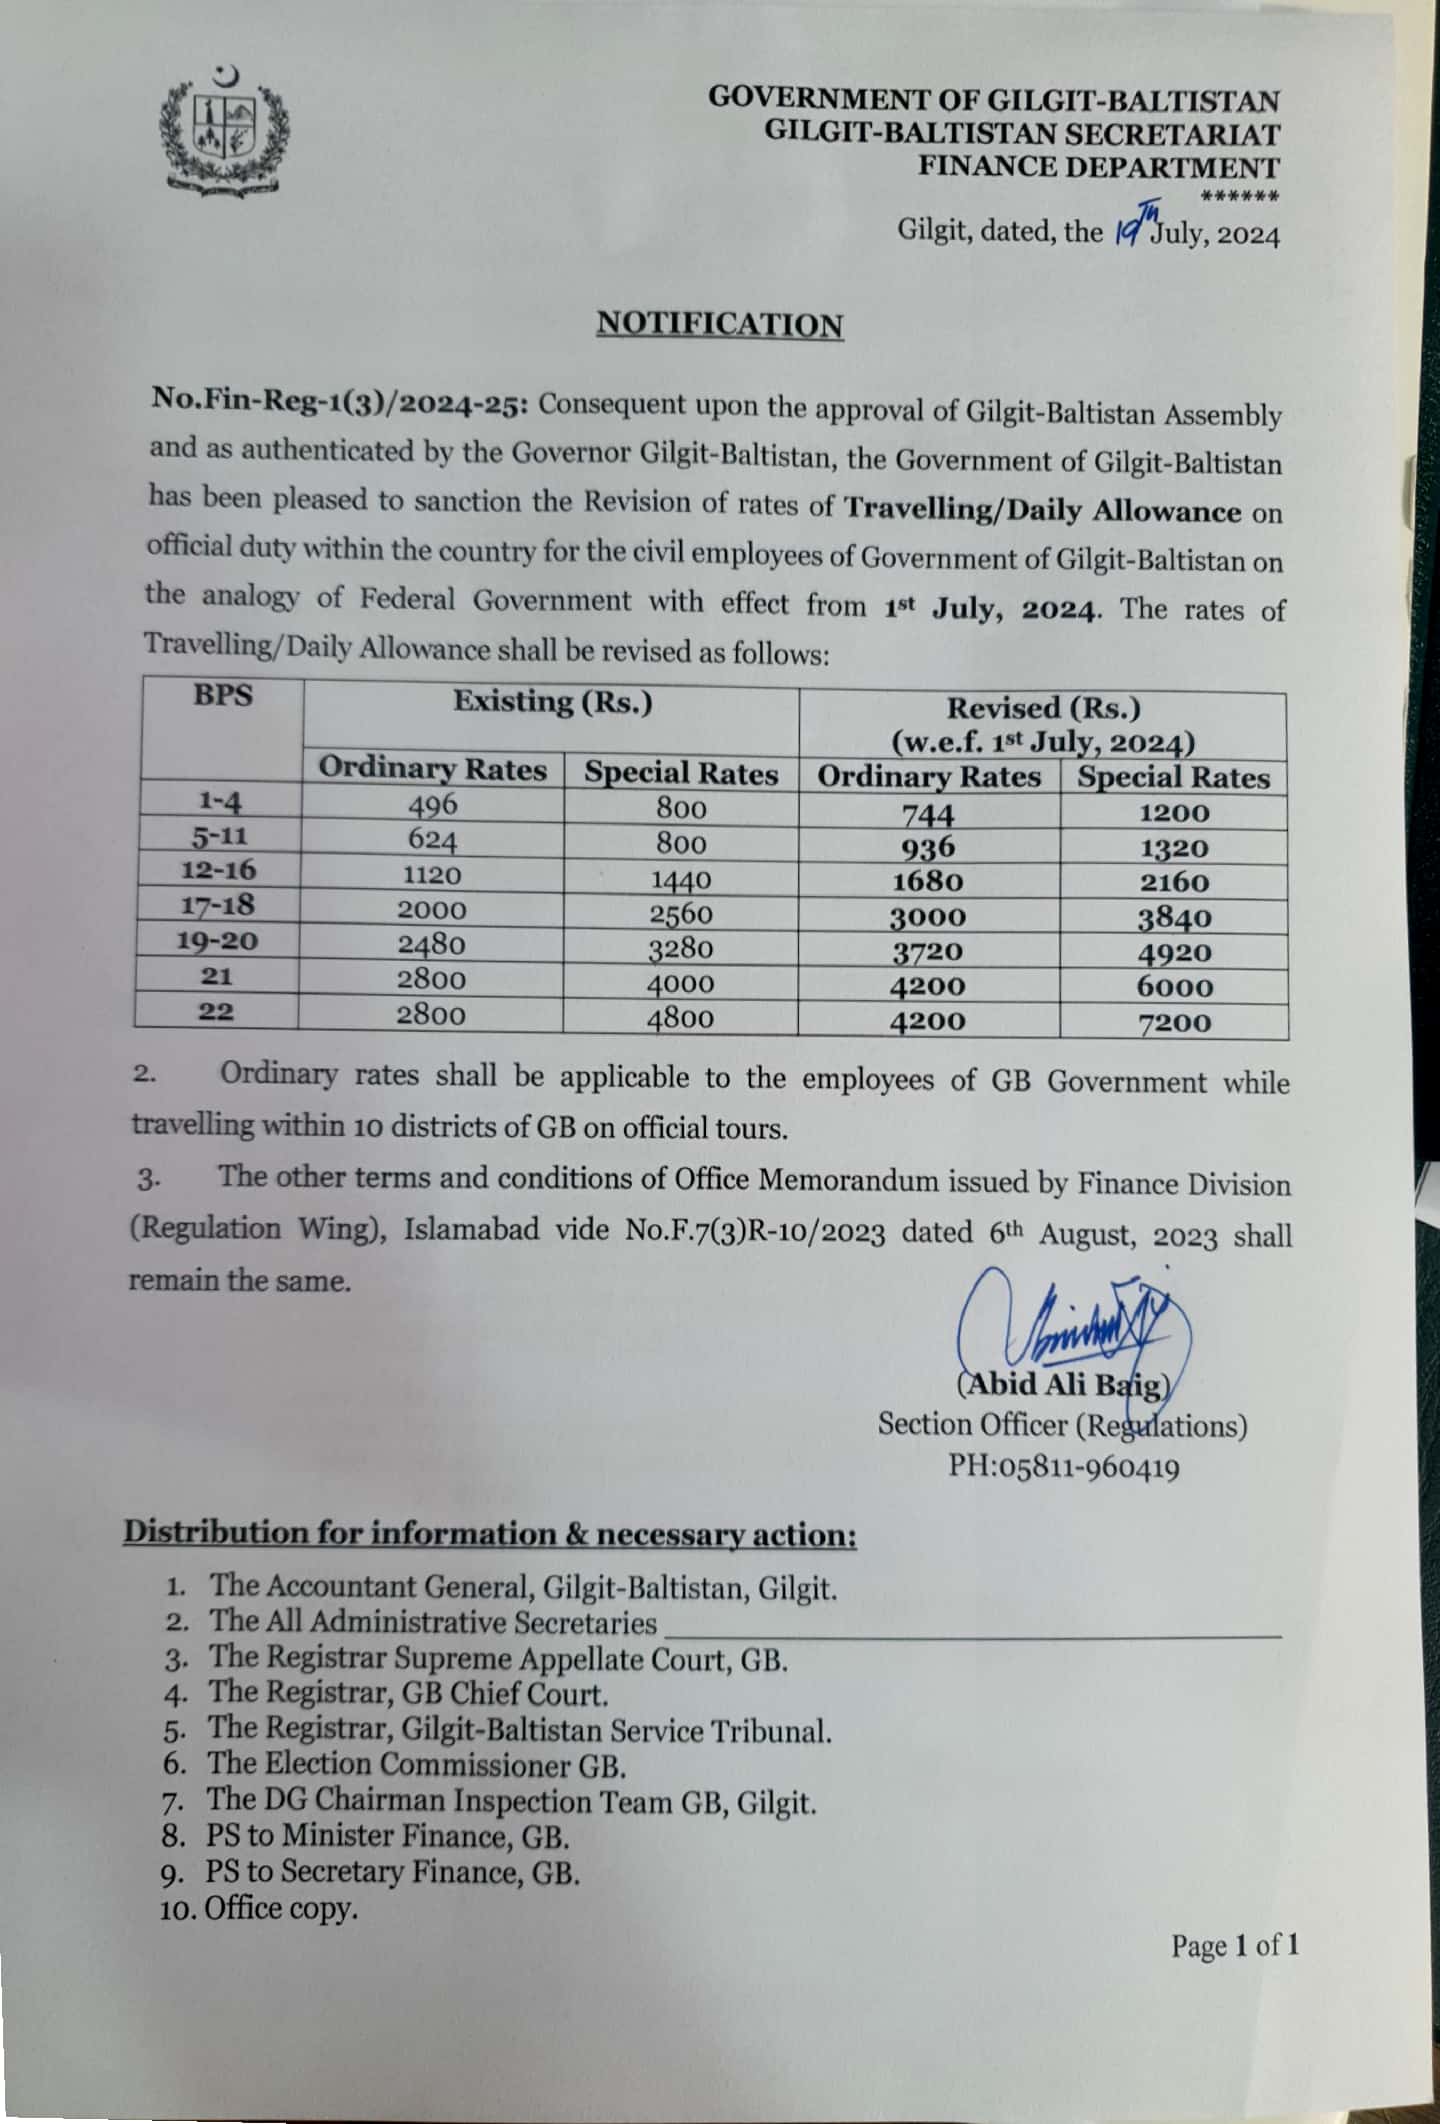 GOVERNMENT OF GILGIT-BALTISTAN
GILGIT-BALTISTAN SECRETARIAT
FINANCE DEPARTMENT
******
Gilgit, dated, the 19th July, 2024
NOTIFICATION
No.Fin-Reg-1(3)/2024-25: Consequent upon the approval of Gilgit-Baltistan Assembly
and as authenticated by the Governor Gilgit-Baltistan, the Government of Gilgit-Baltistan
has been pleased to sanction the Revision of rates of Travelling/Daily Allowance on
official duty within the country for the civil employees of Government of Gilgit-Baltistan on
the analogy of Federal Government with effect from 1st July, 2024. The rates of
Travelling/Daily Allowance shall be revised as follows:
BPS Existing (Rs.) Revised (Rs.)
(w.e.f. 1st July, 2024)
Ordinary Rates Special Rates Ordinary Rates Special Rates
1-4 496 800 744 1200
5-11 624 800 936 1320
12-16 1120 1440 1680 2160
17-18 2000 2560 3000 3840
19-20 2480 3280 3720 4920
21 2800 4000 4200 6000
22 2800 4800 4200 7200
2. Ordinary rates shall be applicable to the employees of GB Government while
travelling within 10 districts of GB on official tours.
3. The other terms and conditions of Office Memorandum issued by Finance Division
(Regulation Wing), Islamabad vide No.F.7(3)R-10/2023 dated 6th August, 2023 shall
remain the same.
(Abid Ali Baig)
Section Officer (Regulations)
PH:05811-960419
Distribution for information & necessary action:
1. The Accountant General, Gilgit-Baltistan, Gilgit.
2. The All Administrative Secretaries
3. The Registrar Supreme Appellate Court, GB.
4. The Registrar, GB Chief Court.
5. The Registrar, Gilgit-Baltistan Service Tribunal.
6. The Election Commissioner GB.
7. The DG Chairman Inspection Team GB, Gilgit.
8. PS to Minister Finance, GB.
9. PS to Secretary Finance, GB.
10. Office copy.
Page 1 of 1